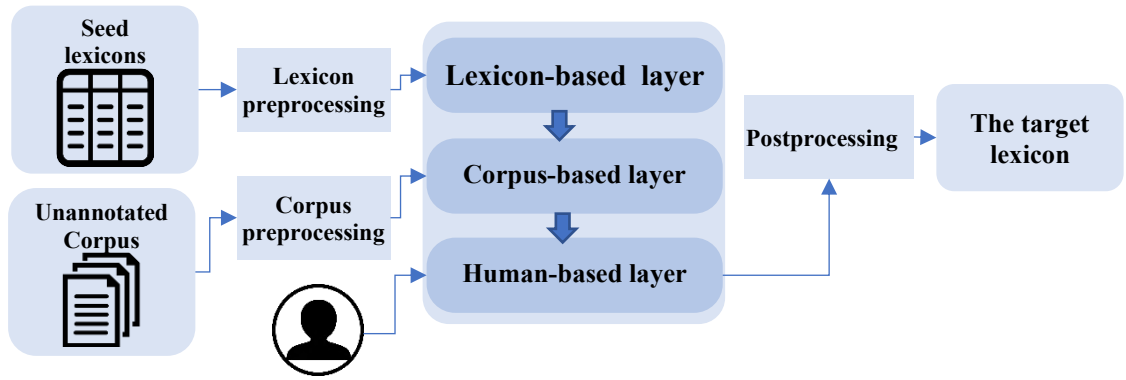 Seed
lexicons
Lexicon
preprocessing
Lexicon-based layer
Corpus-based layer
Human-based layer
Unannotated
Corpus
Corpus
preprocessing
Postprocessing
The target
lexicon